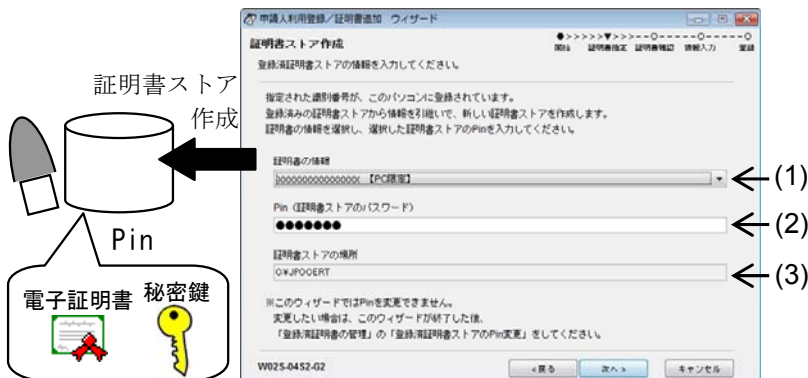 申請人利用登録/証明書追加 ウィザード
証明書ストア作成
●>>>>>▼>>>--○-----○-----○
開始 証明書指定 証明書確認 情報入力 登録
登録済証明書ストアの情報を入力してください。
指定された識別番号が、このパソコンに登録されています。
登録済みの証明書ストアから情報を引継いで、新しい証明書ストアを作成します。
証明書の情報を選択し、選択した証明書ストアのPinを入力してください。
証明書の情報
【PC限定】
(1)
Pin (証明書ストアのパスワード)
●●●●●●●
(2)
証明書ストアの場所
C:¥JPOCERT
(3)
※このウィザードではPinを変更できません。
変更したい場合は、このウィザードが終了した後、
「登録済証明書の管理」の「登録済証明書ストアのPin変更」をしてください。
W02S-04S2-G2
<戻る
次へ>
キャンセル
証明書ストア
作成
Pin
電子証明書
秘密鍵